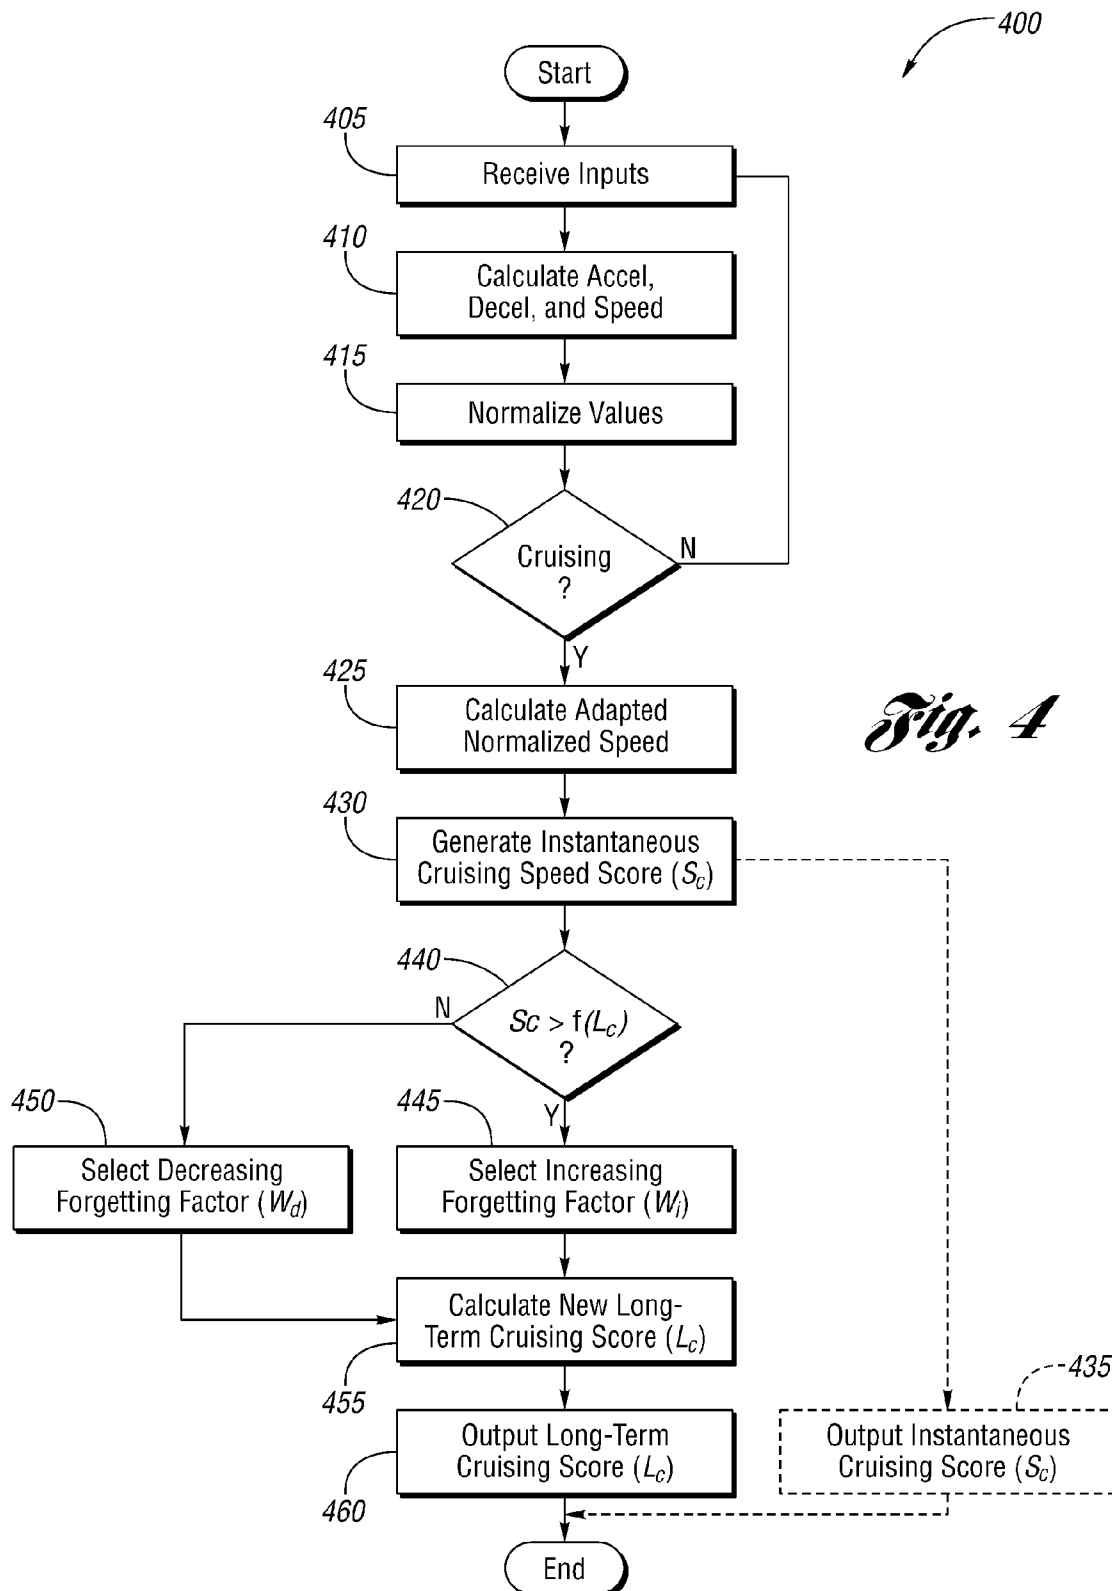 400
Start
405
Receive Inputs
410
Calculate Accel,
Decel, and Speed
415
Normalize Values
420
Cruising
?
N
Y
425
Calculate Adapted
Normalized Speed
Fig. 4
430
Generate Instantaneous
Cruising Speed Score (Sc)
440
N
Sc > f(Lc)
?
Y
450
445
Select Decreasing
Forgetting Factor (Wd)
Select Increasing
Forgetting Factor (Wi)
Calculate New Long-
Term Cruising Score (Lc)
455
435
Output Long-Term
Cruising Score (Lc)
460
Output Instantaneous
Cruising Score (Sc)
End